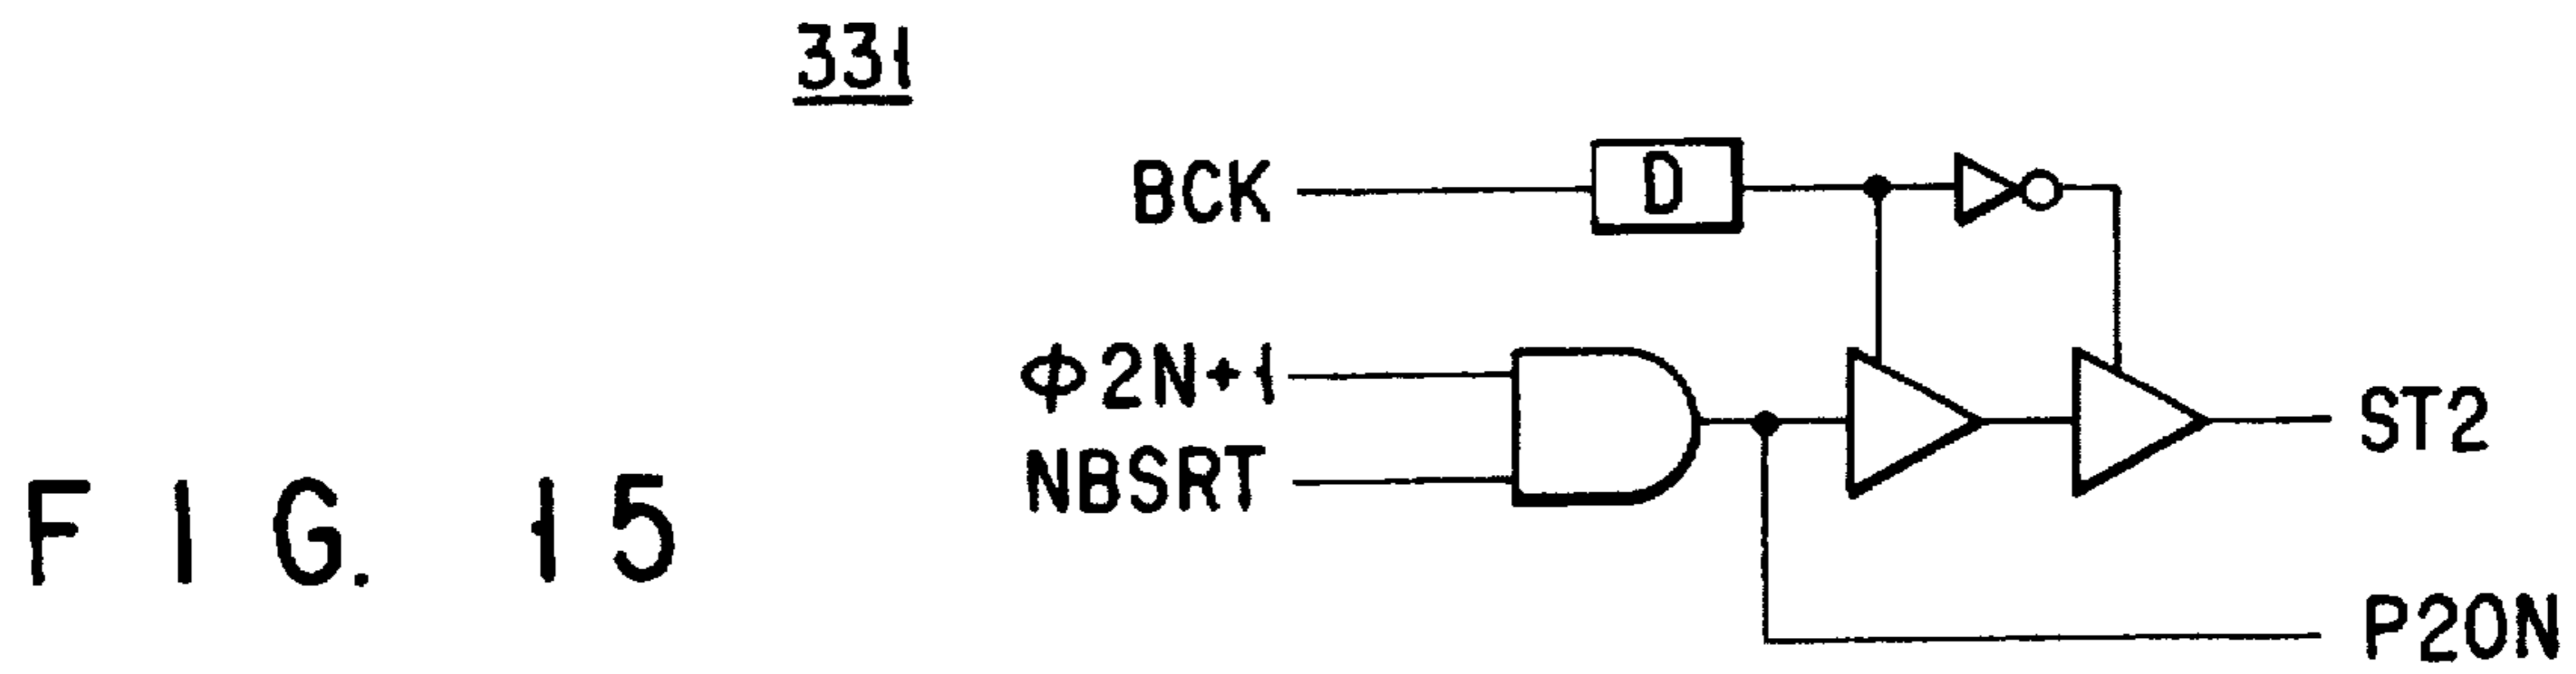 331
BCK
D
Φ2N+1
NBSRT
ST2
P2ON
FIG. 15